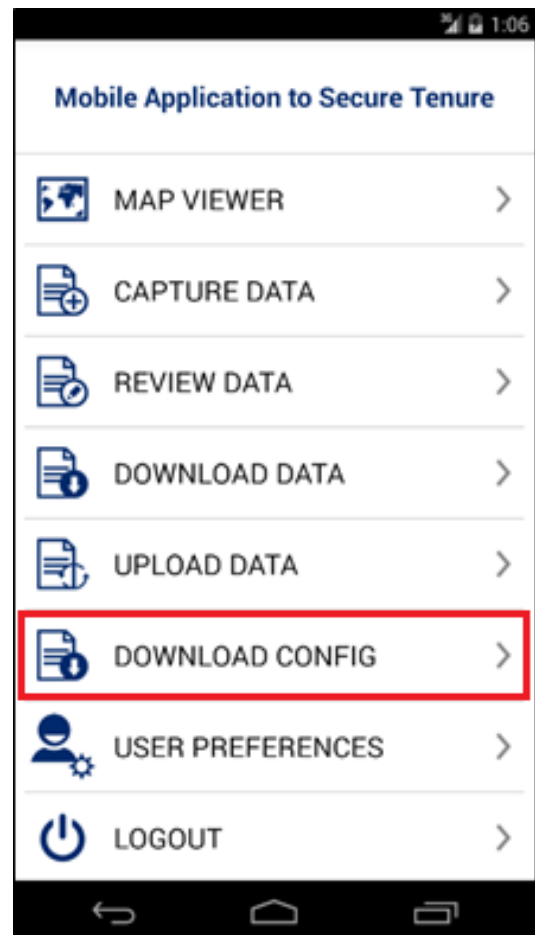 3G 1:06
Mobile Application to Secure Tenure
MAP VIEWER
CAPTURE DATA
REVIEW DATA
DOWNLOAD DATA
UPLOAD DATA
DOWNLOAD CONFIG
USER PREFERENCES
LOGOUT